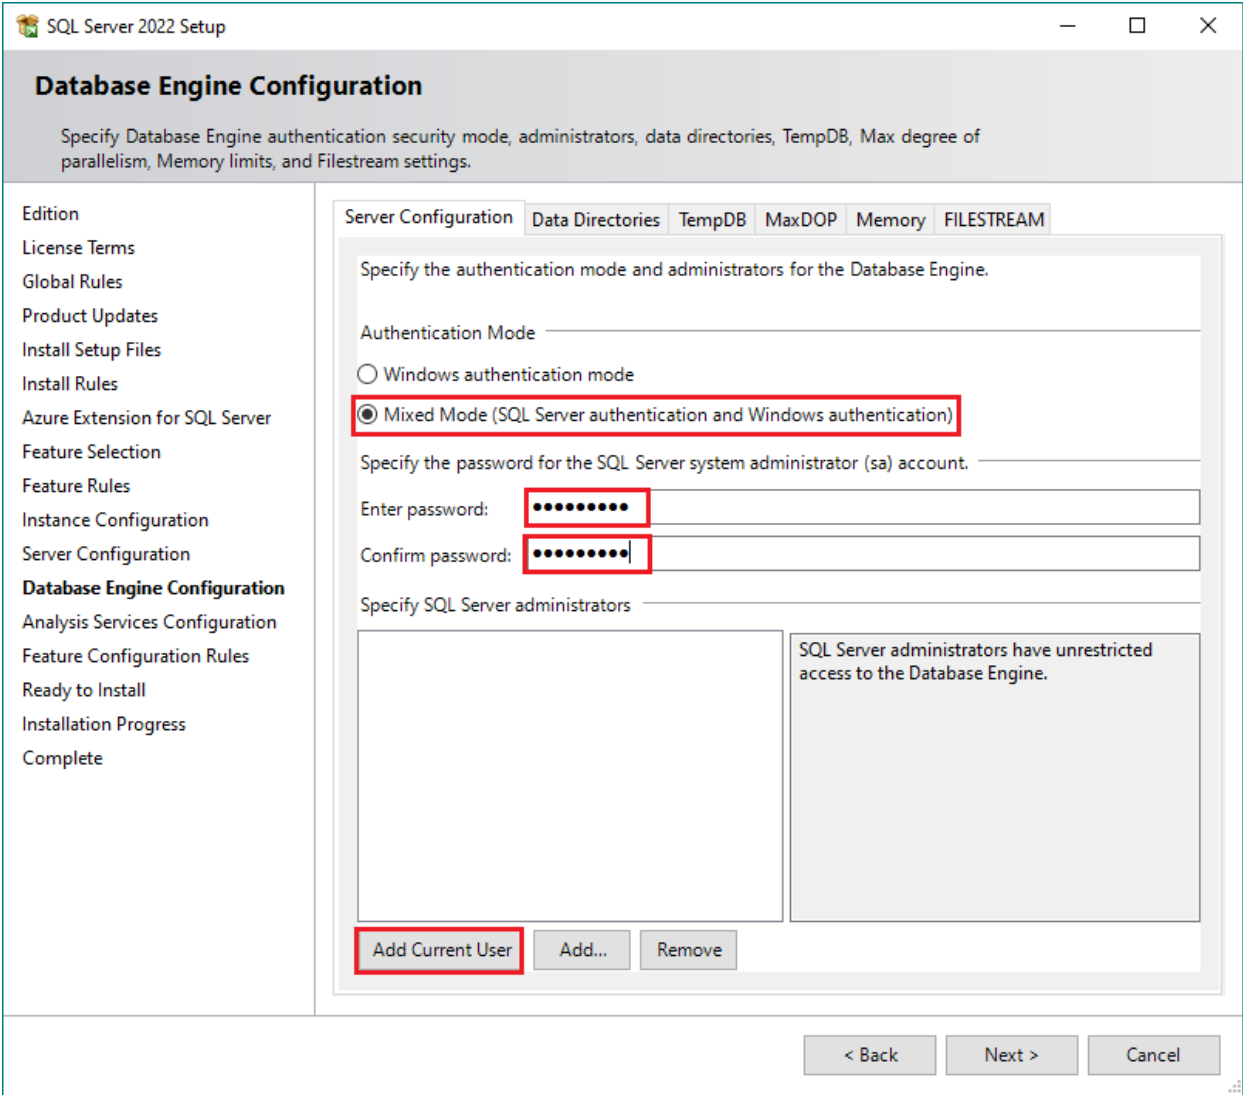 SQL Server 2022 Setup
Database Engine Configuration
Specify Database Engine authentication security mode, administrators, data directories, TempDB, Max degree of
parallelism, Memory limits, and Filestream settings.
Edition
License Terms
Global Rules
Product Updates
Install Setup Files
Install Rules
Azure Extension for SQL Server
Feature Selection
Feature Rules
Instance Configuration
Server Configuration
Database Engine Configuration
Analysis Services Configuration
Feature Configuration Rules
Ready to Install
Installation Progress
Complete
Server Configuration Data Directories TempDB MaxDOP Memory FILESTREAM
Specify the authentication mode and administrators for the Database Engine.
Authentication Mode
Windows authentication mode
Mixed Mode (SQL Server authentication and Windows authentication)
Specify the password for the SQL Server system administrator (sa) account.
Enter password: ●●●●●●●●●
Confirm password: ●●●●●●●●●
Specify SQL Server administrators
SQL Server administrators have unrestricted
access to the Database Engine.
Add Current User Add... Remove
< Back Next > Cancel